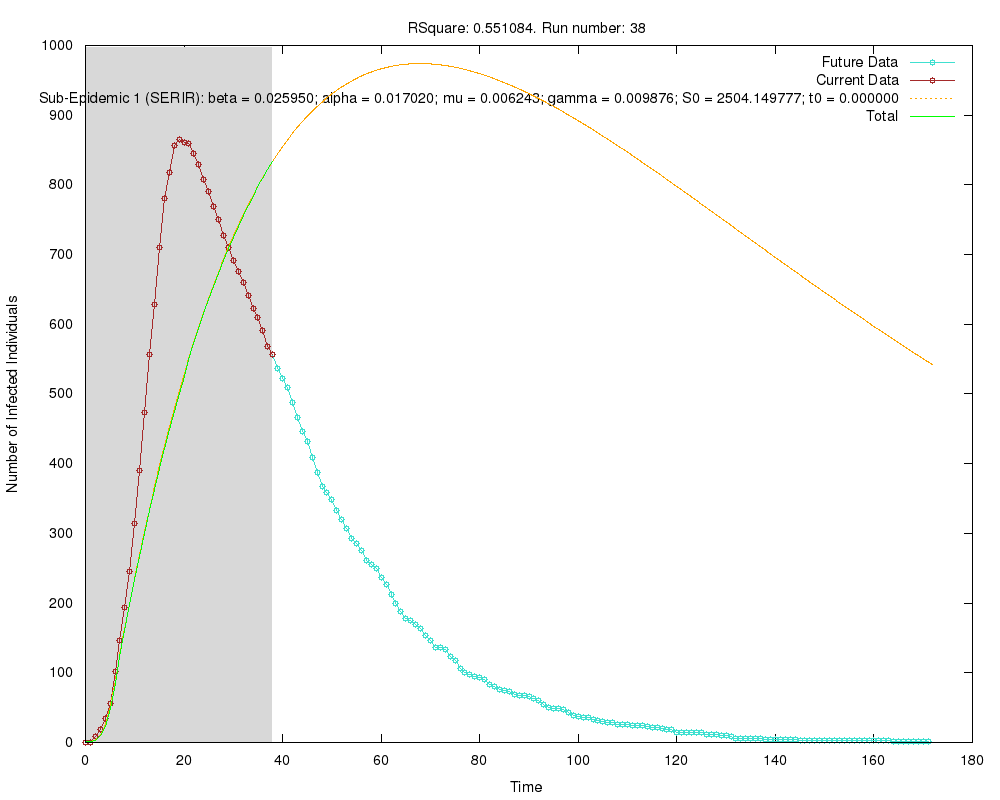 RSquare: 0.551084. Run number: 38
Future Data
Current Data
Sub-Epidemic 1 (SERIR): beta = 0.025950; alpha = 0.017020; mu = 0.006243; gamma = 0.009876; S0 = 2504.149777; t0 = 0.000000
Total
1000
900
800
700
600
500
400
300
200
100
0
Number of Infected Individuals
0 20 40 60 80 100 120 140 160 180
Time